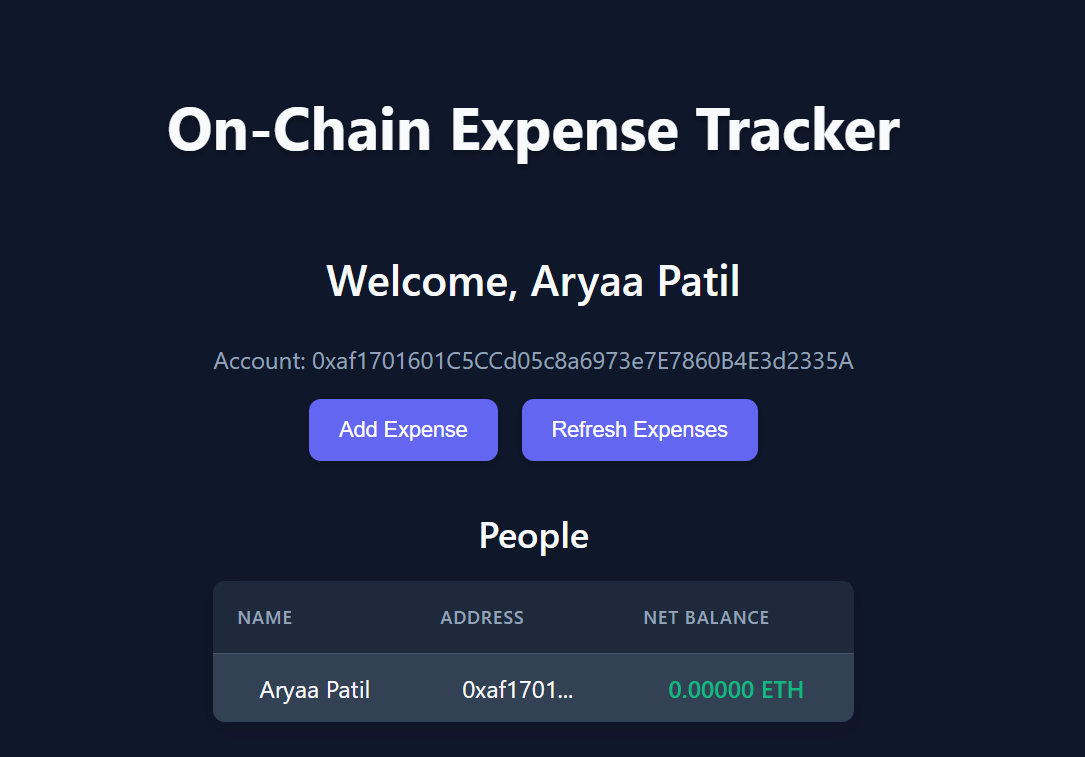 On-Chain Expense Tracker
Welcome, Aryaa Patil
Account: 0xaf1701601C5CCd05c8a6973e7E7860B4E3d2335A
Add Expense Refresh Expenses
People
NAME ADDRESS NET BALANCE
Aryaa Patil 0xaf1701... 0.00000 ETH